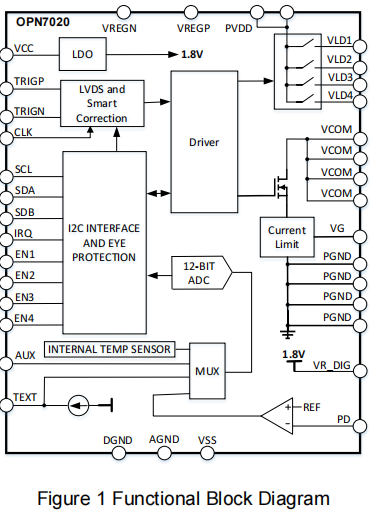 OPN7020
VREGN
VREGP
PVDD
VCC
LDO
1.8V
VLD1
VLD2
VLD3
VLD4
TRIGP
TRIGN
CLK
LVDS and
Smart
Correction
Driver
VCOM
VCOM
VCOM
VCOM
SCL
SDA
SDB
IRQ
EN1
EN2
EN3
EN4
I2C INTERFACE
AND EYE
PROTECTION
Current
Limit
VG
PGND
PGND
PGND
PGND
12-BIT
ADC
INTERNAL TEMP SENSOR
AUX
TEXT
MUX
1.8V
VR_DIG
REF
PD
DGND
AGND
VSS
Figure 1 Functional Block Diagram